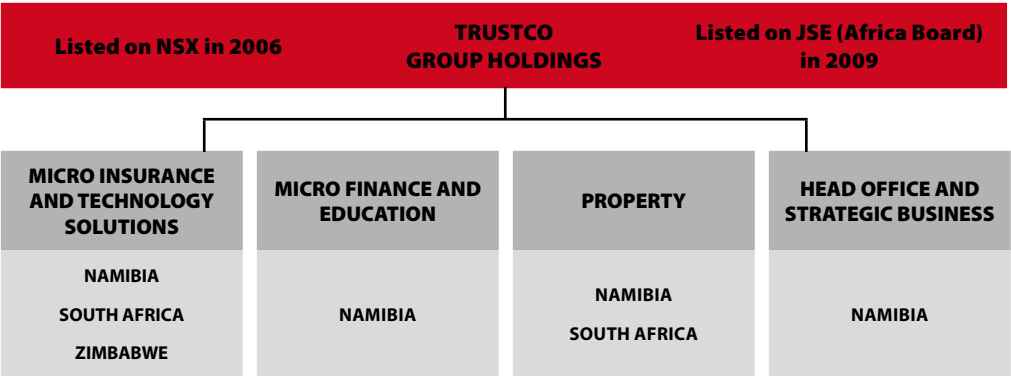 Listed on NSX in 2006
TRUSTCO
GROUP HOLDINGS
Listed on JSE (Africa Board)
in 2009
MICRO INSURANCE
AND TECHNOLOGY
SOLUTIONS
MICRO FINANCE AND
EDUCATION
PROPERTY
HEAD OFFICE AND
STRATEGIC BUSINESS
NAMIBIA
SOUTH AFRICA
ZIMBABWE
NAMIBIA
NAMIBIA
SOUTH AFRICA
NAMIBIA